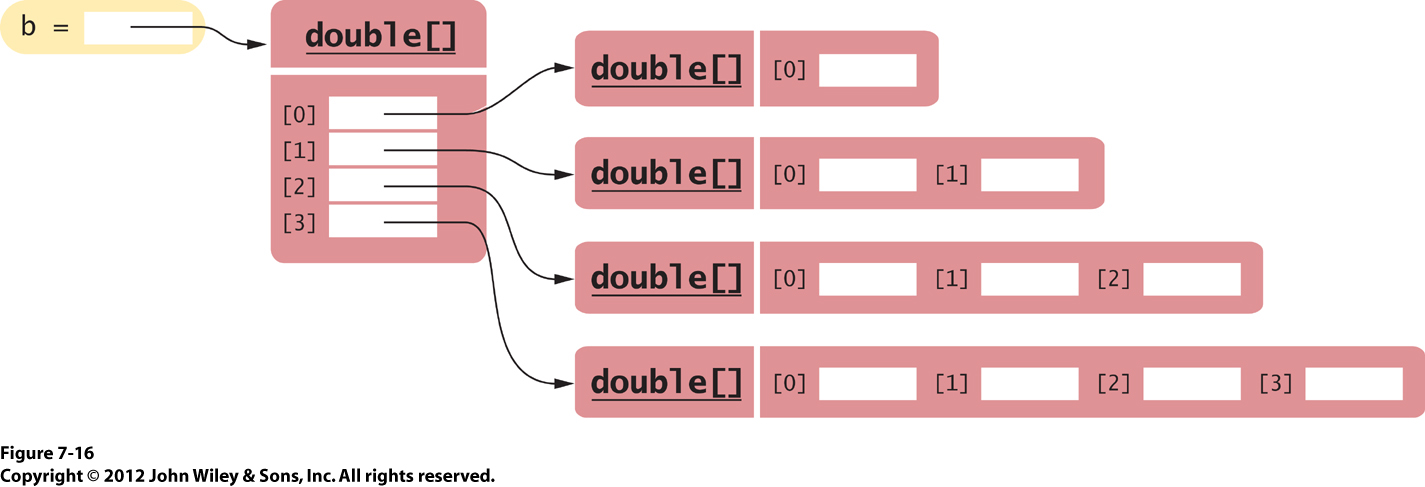 b =
double[]
[0]
[1]
[2]
[3]
double[] [0]
double[] [0] [1]
double[] [0] [1] [2]
double[] [0] [1] [2] [3]
Figure 7-16
Copyright © 2012 John Wiley & Sons, Inc. All rights reserved.